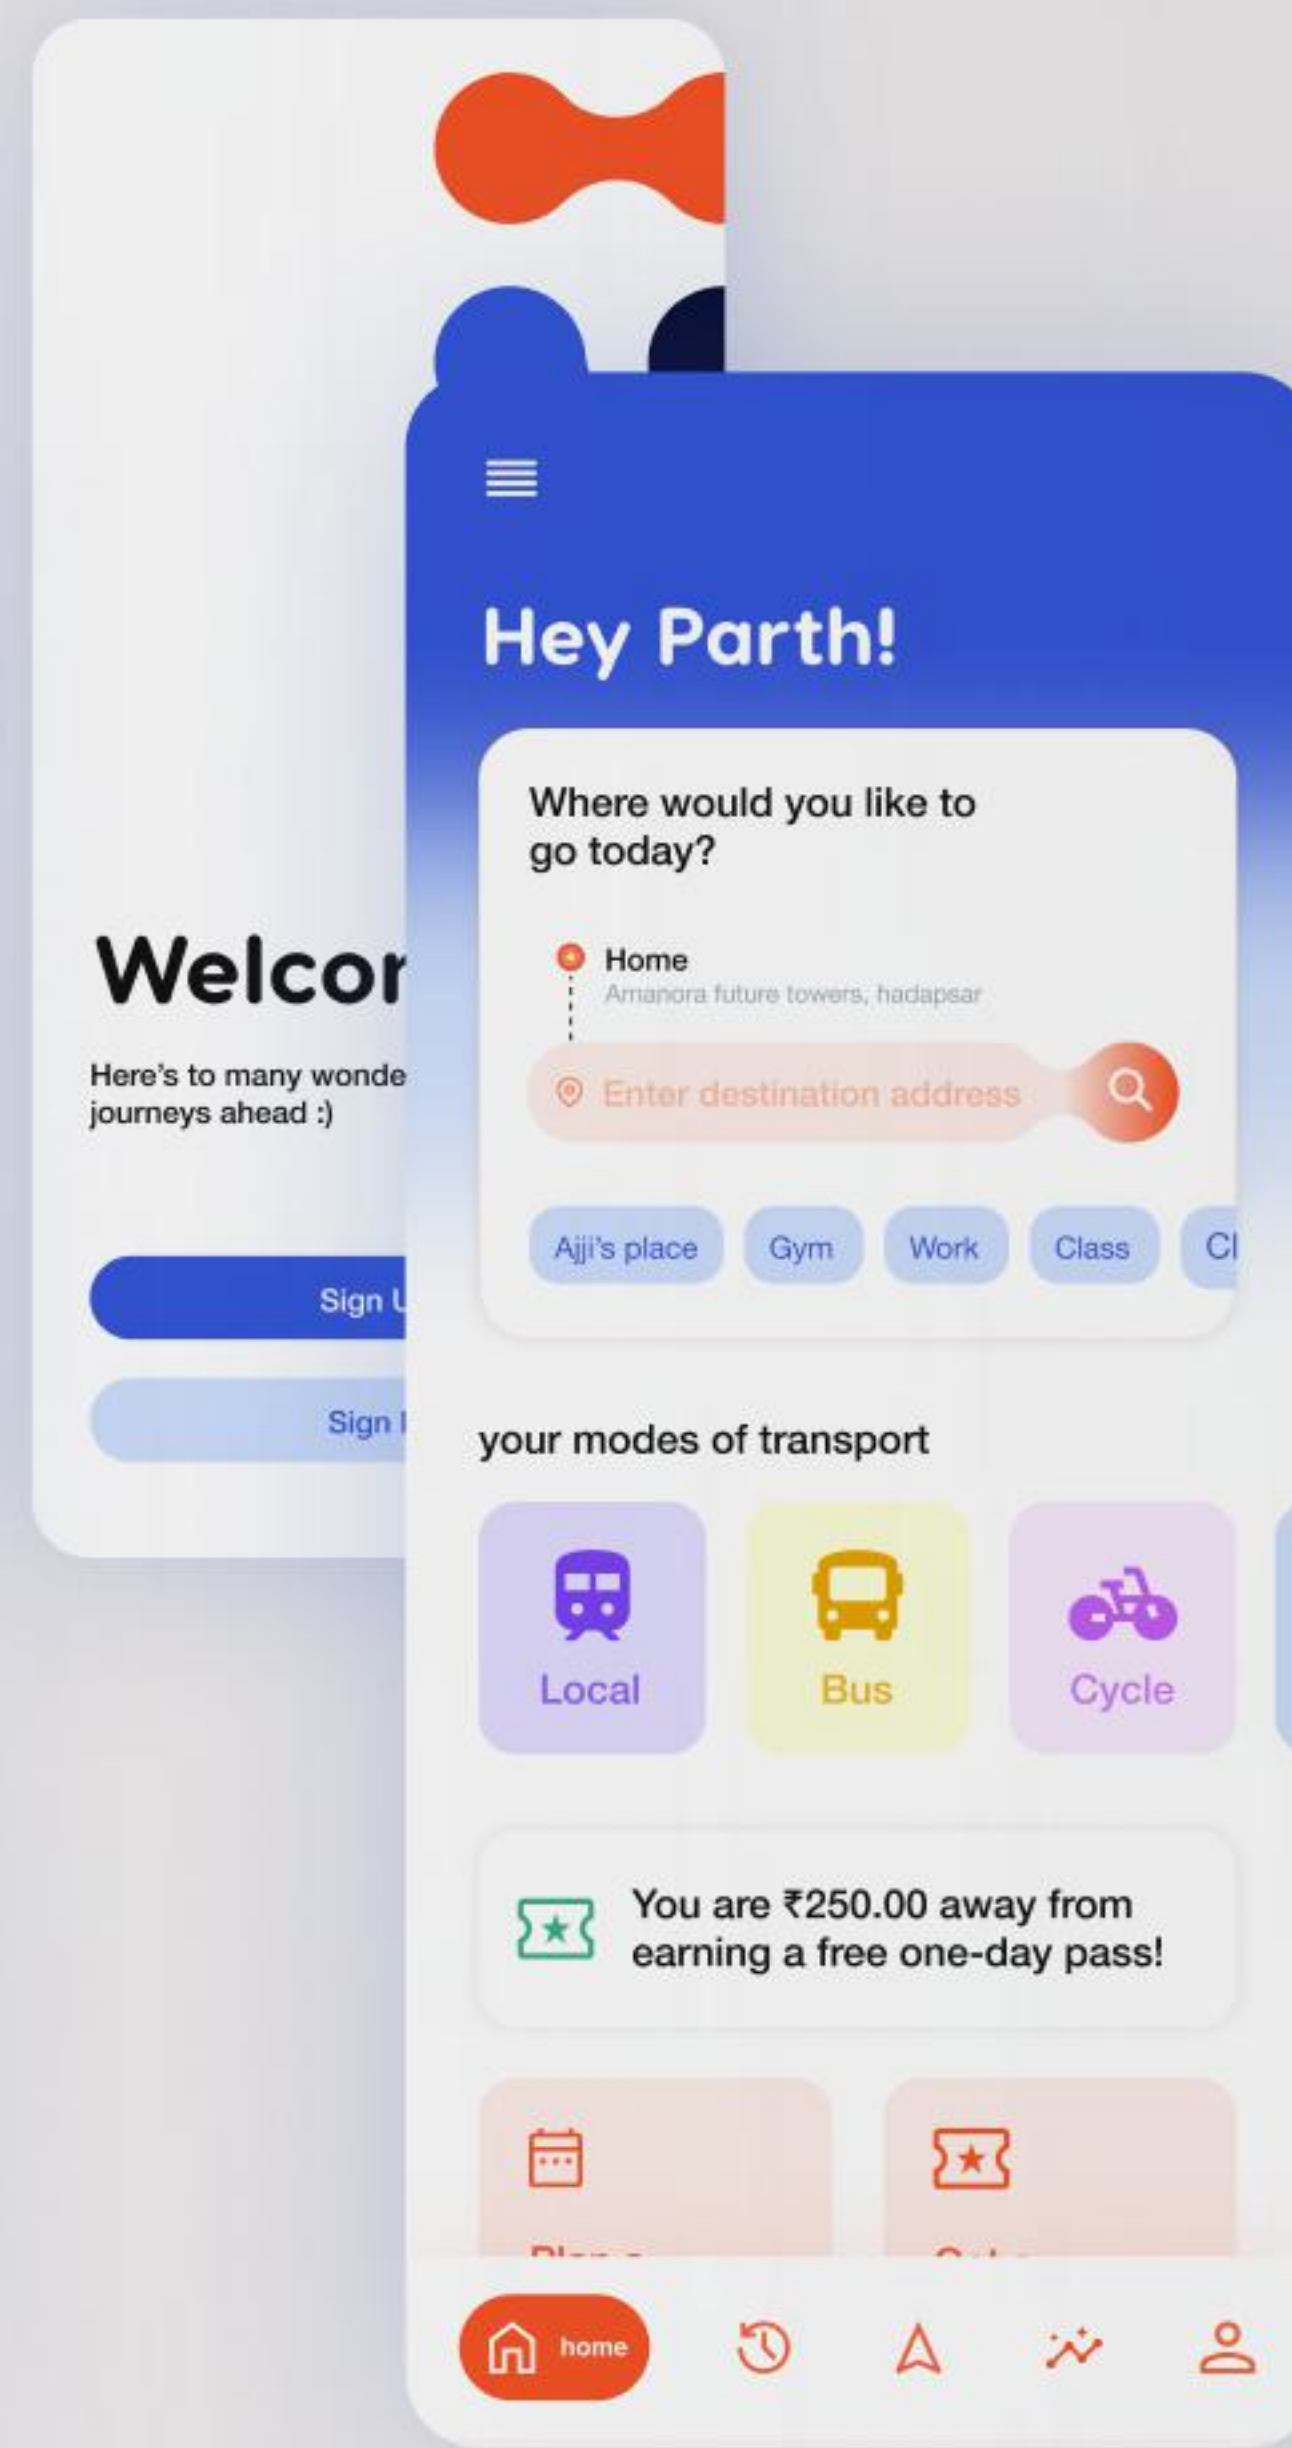 Welcor
Here's to many wonde
journeys ahead :)
Sign U
Sign I
Hey Parth!
Where would you like to
go today?
Home
Amanora future towers, hadapsar
Enter destination address
Ajji's place
Gym
Work
Class
Cl
your modes of transport
Local
Bus
Cycle
You are ₹250.00 away from
earning a free one-day pass!
home